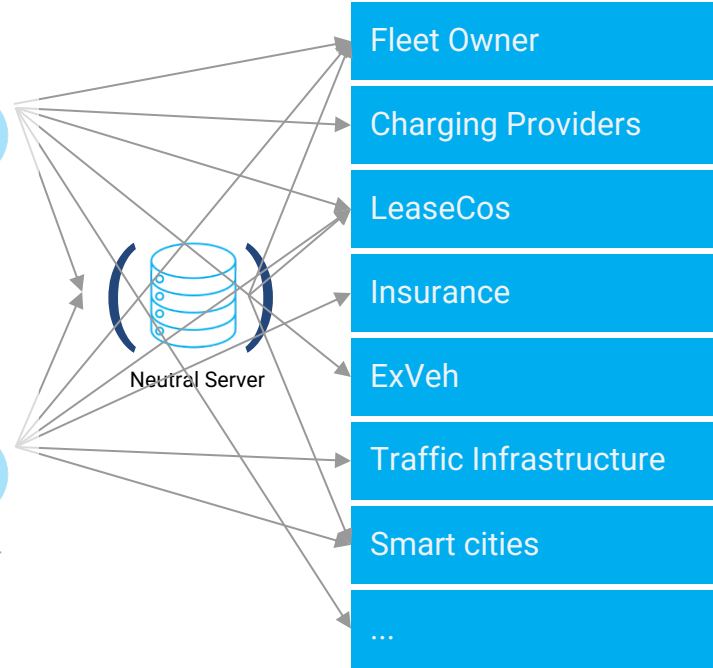 Fleet Owner
Charging Providers
LeaseCos
Insurance
Neutral Server
ExVeh
Traffic Infrastructure
Smart cities
...